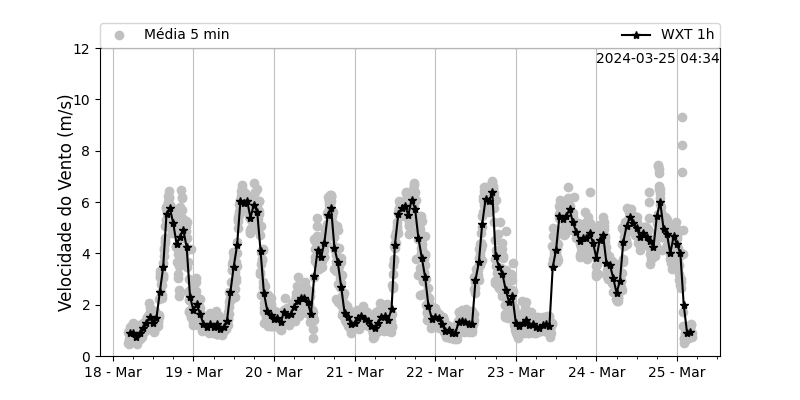 Média 5 min
WXT 1h
2024-03-25 04:34
Velocidade do Vento (m/s)
12
10
8
6
4
2
0
18 - Mar
19 - Mar
20 - Mar
21 - Mar
22 - Mar
23 - Mar
24 - Mar
25 - Mar